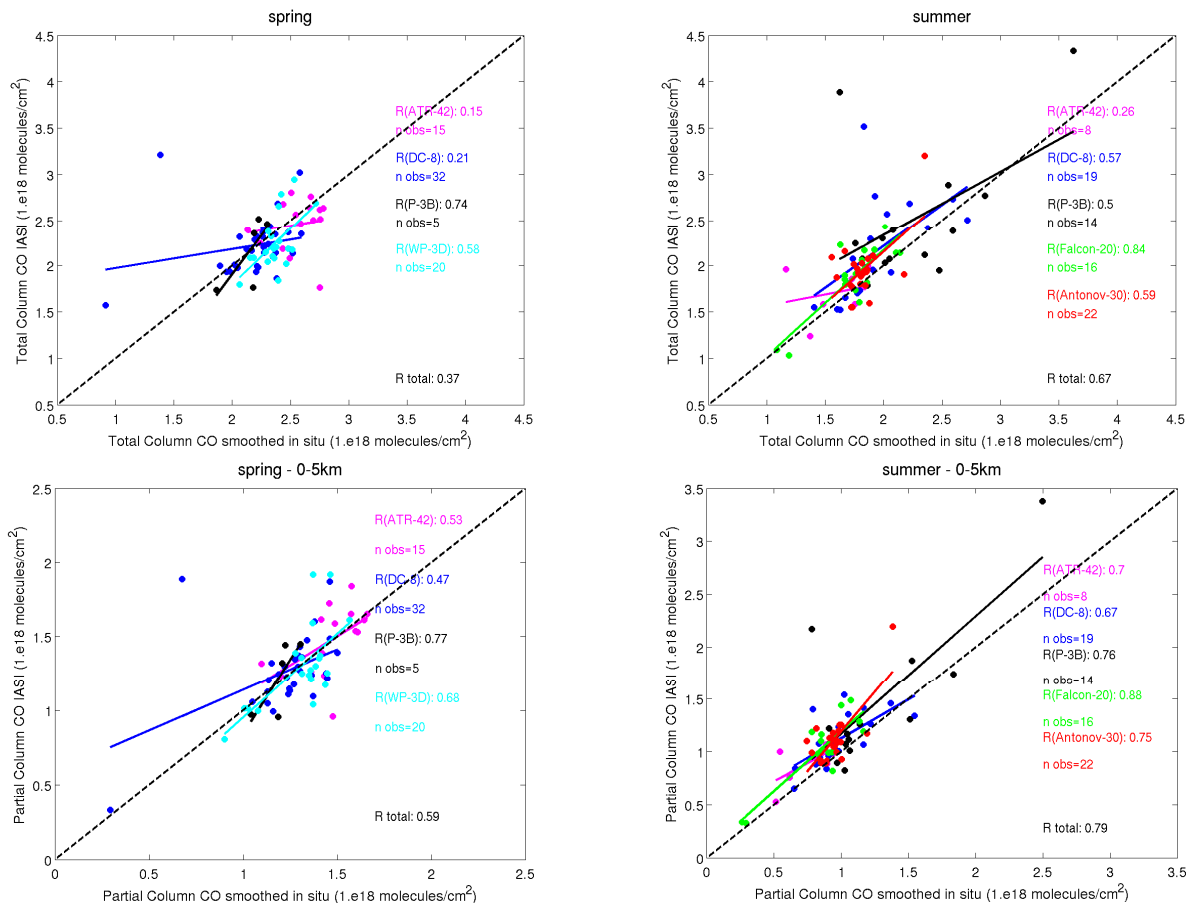 spring
4.5
4
3.5
3
2.5
2
1.5
1
0.5
Total Column CO IASI (1.e18 molecules/cm2)
R(ATR-42): 0.15
n obs=15
R(DC-8): 0.21
n obs=32
R(P-3B): 0.74
n obs=5
R(WP-3D): 0.58
n obs=20
R total: 0.37
0.5 1 1.5 2 2.5 3 3.5 4 4.5
Total Column CO smoothed in situ (1.e18 molecules/cm2)
summer
4.5
4
3.5
3
2.5
2
1.5
1
0.5
Total Column CO IASI (1.e18 molecules/cm2)
R(ATR-42): 0.26
n obs=8
R(DC-8): 0.57
n obs=19
R(P-3B): 0.5
n obs=14
R(Falcon-20): 0.84
n obs=16
R(Antonov-30): 0.59
n obs=22
R total: 0.67
0.5 1 1.5 2 2.5 3 3.5 4 4.5
Total Column CO smoothed in situ (1.e18 molecules/cm2)
spring - 0-5km
2.5
2
1.5
1
0.5
0
Partial Column CO IASI (1.e18 molecules/cm2)
R(ATR-42): 0.53
n obs=15
R(DC-8): 0.47
n obs=32
R(P-3B): 0.77
n obs=5
R(WP-3D): 0.68
n obs=20
R total: 0.59
0 0.5 1 1.5 2 2.5
Partial Column CO smoothed in situ (1.e18 molecules/cm2)
summer - 0-5km
3.5
3
2.5
2
1.5
1
0.5
0
Partial Column CO IASI (1.e18 molecules/cm2)
R(ATR-42): 0.7
n obs=8
R(DC-8): 0.67
n obs=19
R(P-3B): 0.76
n obs=14
R(Falcon-20): 0.88
n obs=16
R(Antonov-30): 0.75
n obs=22
R total: 0.79
0 0.5 1 1.5 2 2.5 3 3.5
Partial Column CO smoothed in situ (1.e18 molecules/cm2)